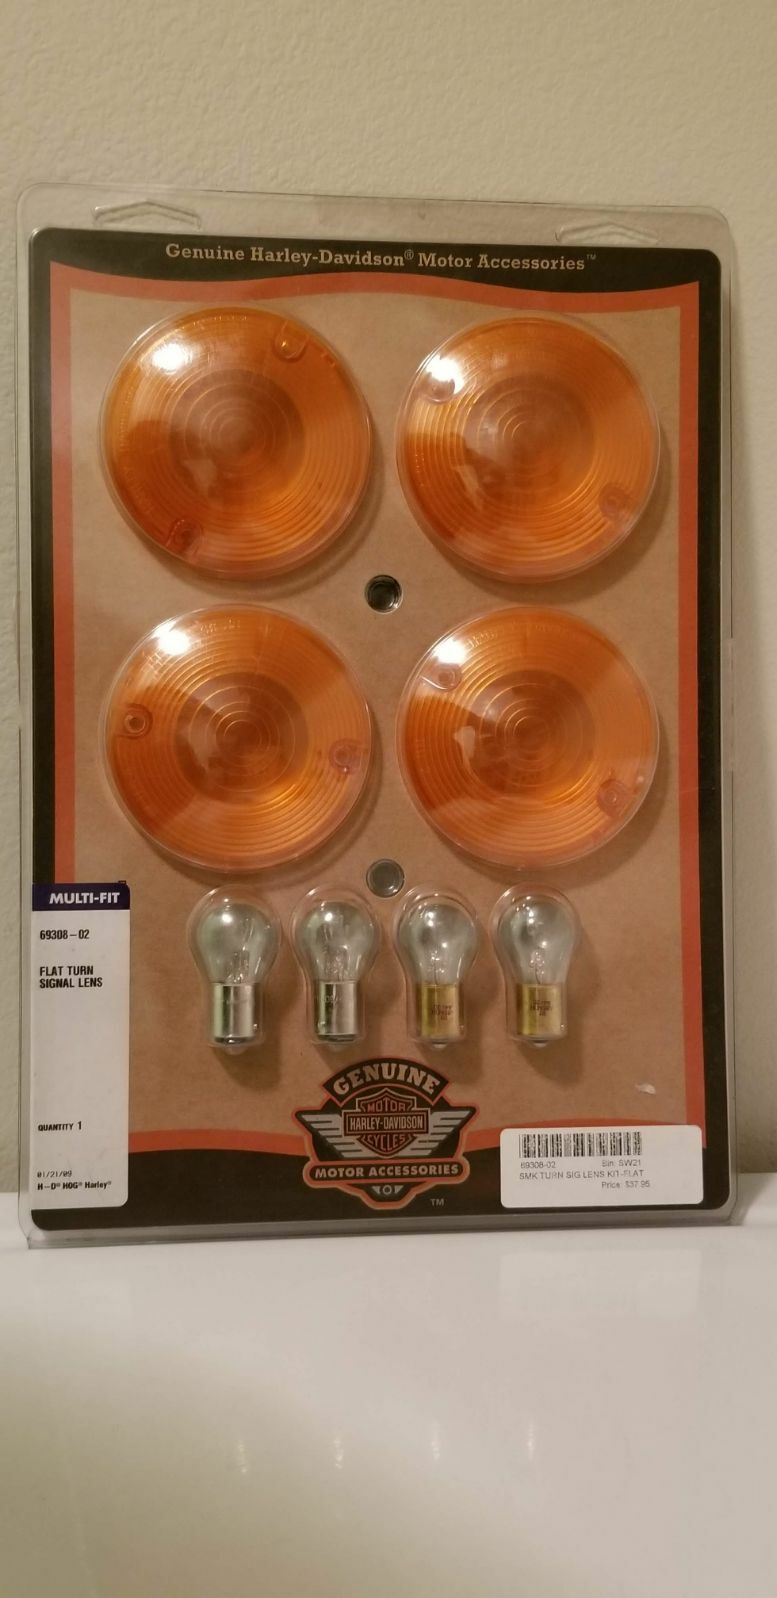 Genuine Harley-Davidson® Motor Accessories™
MULTI-FIT
69308-02
FLAT TURN
SIGNAL LENS
QUANTITY 1
01/21/09
H-D® HOG® Harley®
GENUINE
MOTOR
HARLEY-DAVIDSON
CYCLES
MOTOR ACCESSORIES
TM
69308-02 Bin: SW21
SMK TURN SIG LENS KIT-FLAT
Price: $37.95